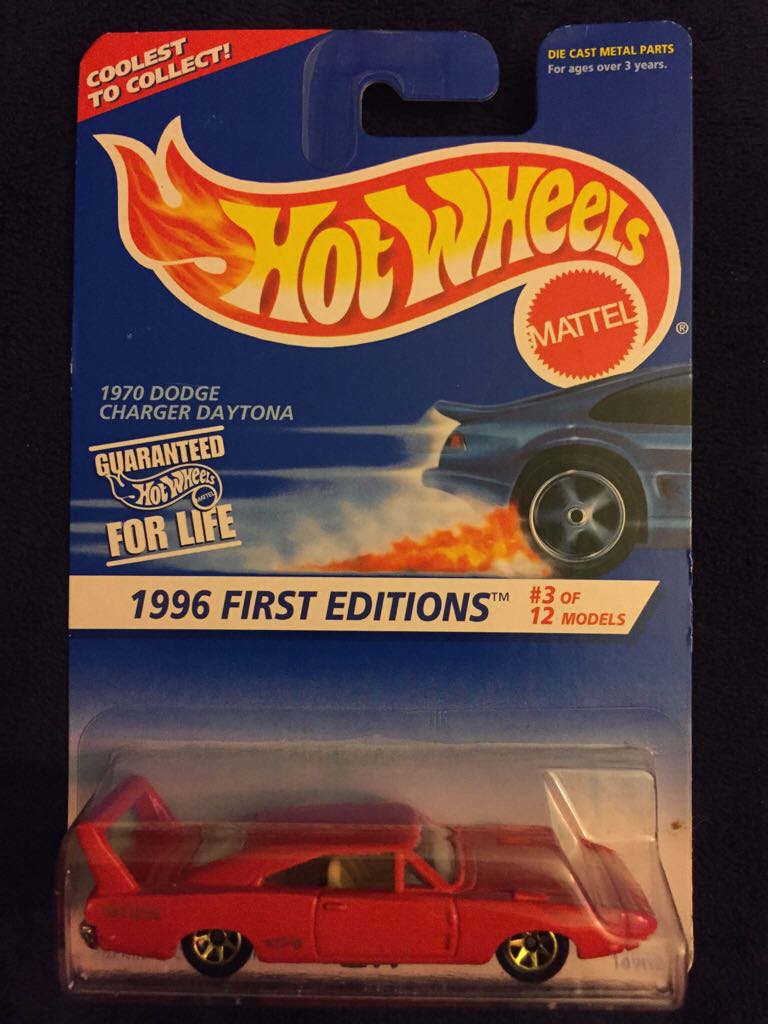 COOLEST
TO COLLECT!
DIE CAST METAL PARTS
For ages over 3 years.
HOT WHEELS
MATTEL
®
1970 DODGE
CHARGER DAYTONA
GUARANTEED
HOT WHEELS
MATTEL
FOR LIFE
1996 FIRST EDITIONS™
#3 OF
12 MODELS